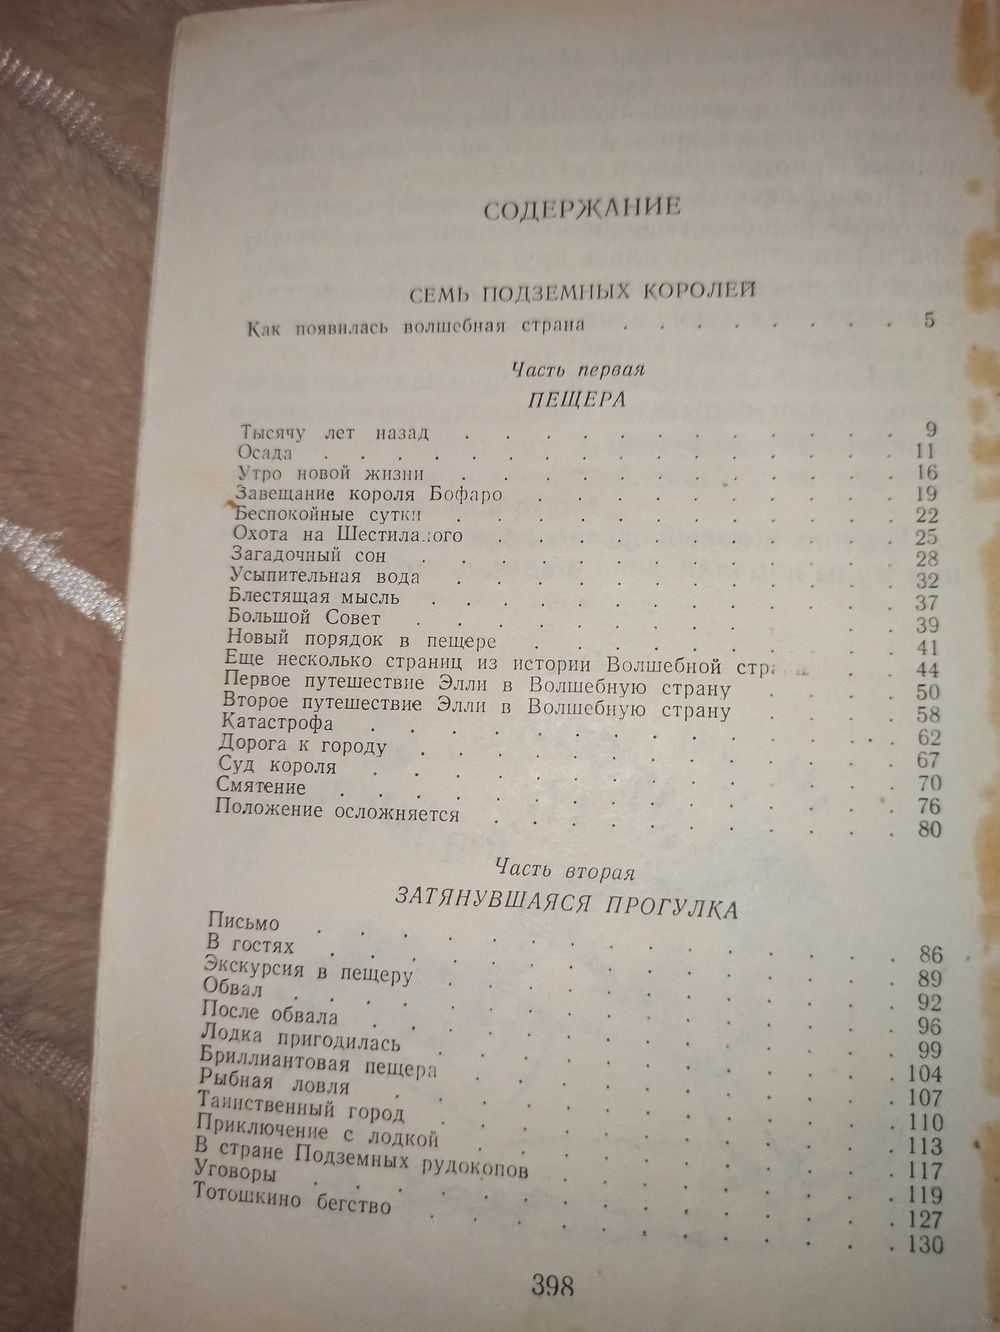 СОДЕРЖАНИЕ
СЕМЬ ПОДЗЕМНЫХ КОРОЛЕЙ
Как появилась волшебная страна . . . . . . . . 5
Часть первая
ПЕЩЕРА
Тысячу лет назад . . . . . . . . . . . 9
Осада . . . . . . . . . . . . . . 11
Утро новой жизни . . . . . . . . . . . 16
Завещание короля Бофаро . . . . . . . . . 19
Беспокойные сутки . . . . . . . . . . . 22
Охота на Шестилапого . . . . . . . . . . 25
Загадочный сон . . . . . . . . . . . . 28
Усыпительная вода . . . . . . . . . . . 32
Блестящая мысль . . . . . . . . . . . 37
Большой Совет . . . . . . . . . . . 39
Новый порядок в пещере . . . . . . . . . 41
Еще несколько страниц из истории Волшебной страны . . 44
Первое путешествие Элли в Волшебную страну . . . . 50
Второе путешествие Элли в Волшебную страну . . . . 58
Катастрофа . . . . . . . . . . . . . 62
Дорога к городу . . . . . . . . . . . . 67
Суд короля . . . . . . . . . . . . . 70
Смятение . . . . . . . . . . . . . . 76
Положение осложняется . . . . . . . . . . 80
Часть вторая
ЗАТЯНУВШАЯСЯ ПРОГУЛКА
Письмо . . . . . . . . . . . . . . 86
В гостях . . . . . . . . . . . . . . 89
Экскурсия в пещеру . . . . . . . . . . . 92
Обвал . . . . . . . . . . . . . . 96
После обвала . . . . . . . . . . . . . 99
Лодка пригодилась . . . . . . . . . . . 104
Бриллиантовая пещера . . . . . . . . . . 107
Рыбная ловля . . . . . . . . . . . . 110
Таинственный город . . . . . . . . . . . 113
Приключение с лодкой . . . . . . . . . . 117
В стране Подземных рудокопов . . . . . . . . 119
Уговоры . . . . . . . . . . . . . . 127
Тотошкино бегство . . . . . . . . . . . 130
398